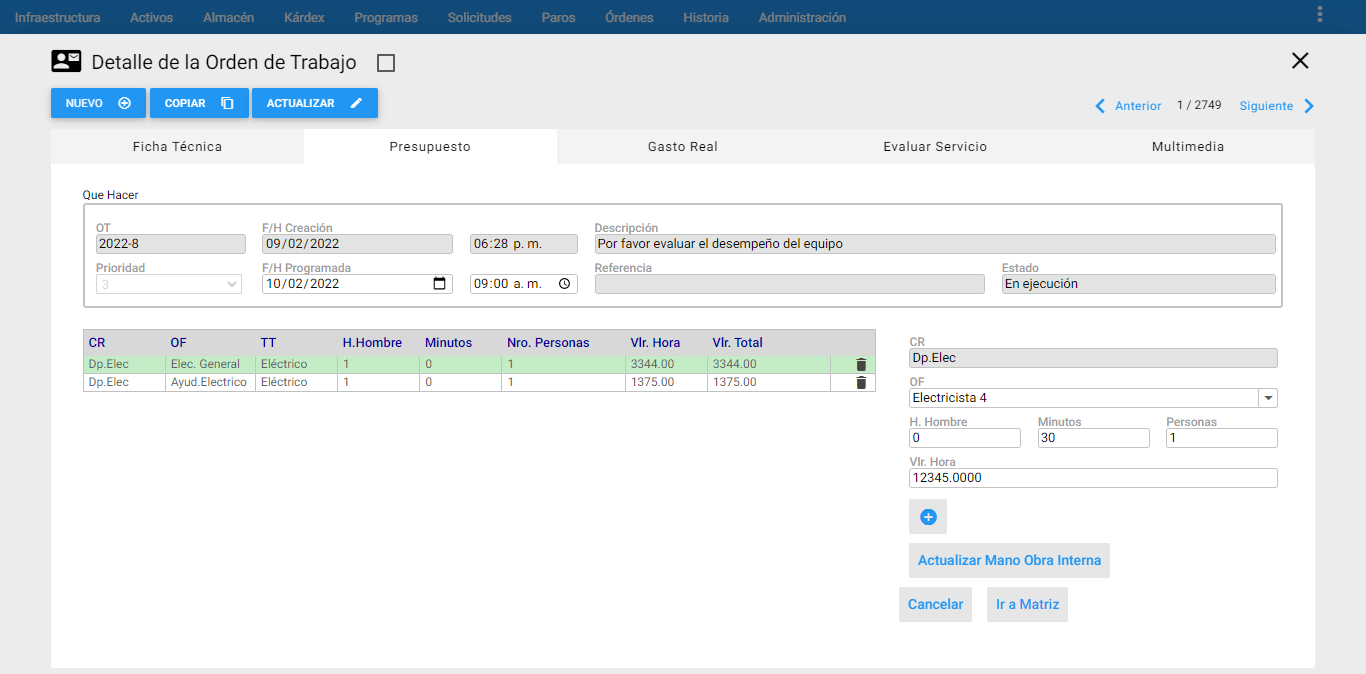 Infraestructura Activos Almacén Kárdex Programas Solicitudes Paros Órdenes Historia Administración
Detalle de la Orden de Trabajo
NUEVO COPIAR ACTUALIZAR
Anterior 1 / 2749 Siguiente
Ficha Técnica Presupuesto Gasto Real Evaluar Servicio Multimedia
Que Hacer
OT F/H Creación Descripción
2022-8 09/02/2022 06:28 p. m. Por favor evaluar el desempeño del equipo
Prioridad F/H Programada Referencia Estado
3 10/02/2022 09:00 a. m. En ejecución
CR OF TT H.Hombre Minutos Nro. Personas Vlr. Hora Vlr. Total
Dp.Elec Elec. General Eléctrico 1 0 1 3344.00 3344.00
Dp.Elec Ayud.Electrico Eléctrico 1 0 1 1375.00 1375.00
CR
Dp.Elec
OF
Electricista 4
H. Hombre Minutos Personas
0 30 1
Vlr. Hora
12345.0000
Actualizar Mano Obra Interna
Cancelar Ir a Matriz